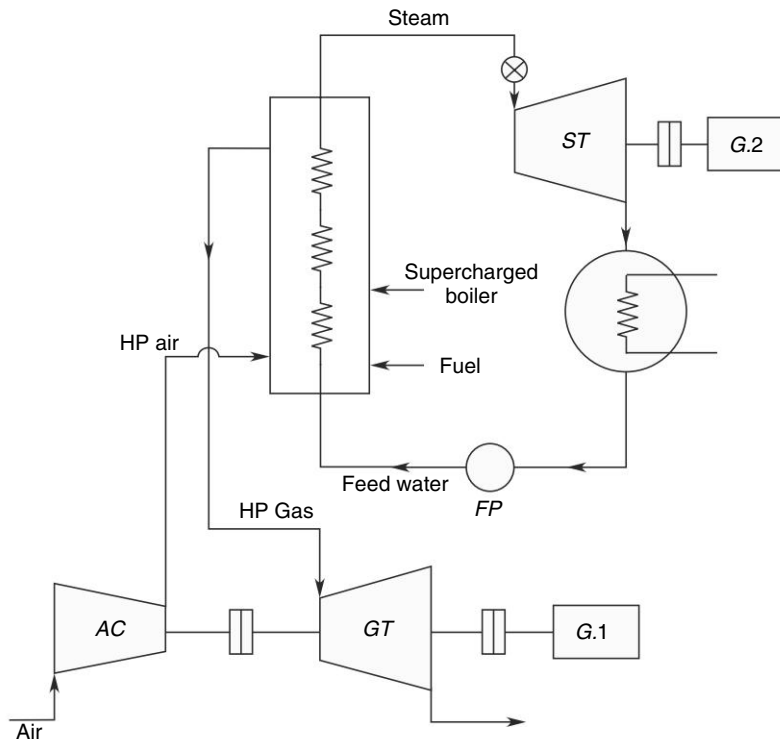 Steam
ST
G.2
Supercharged
boiler
HP air
Fuel
Feed water
FP
HP Gas
AC
GT
G.1
Air